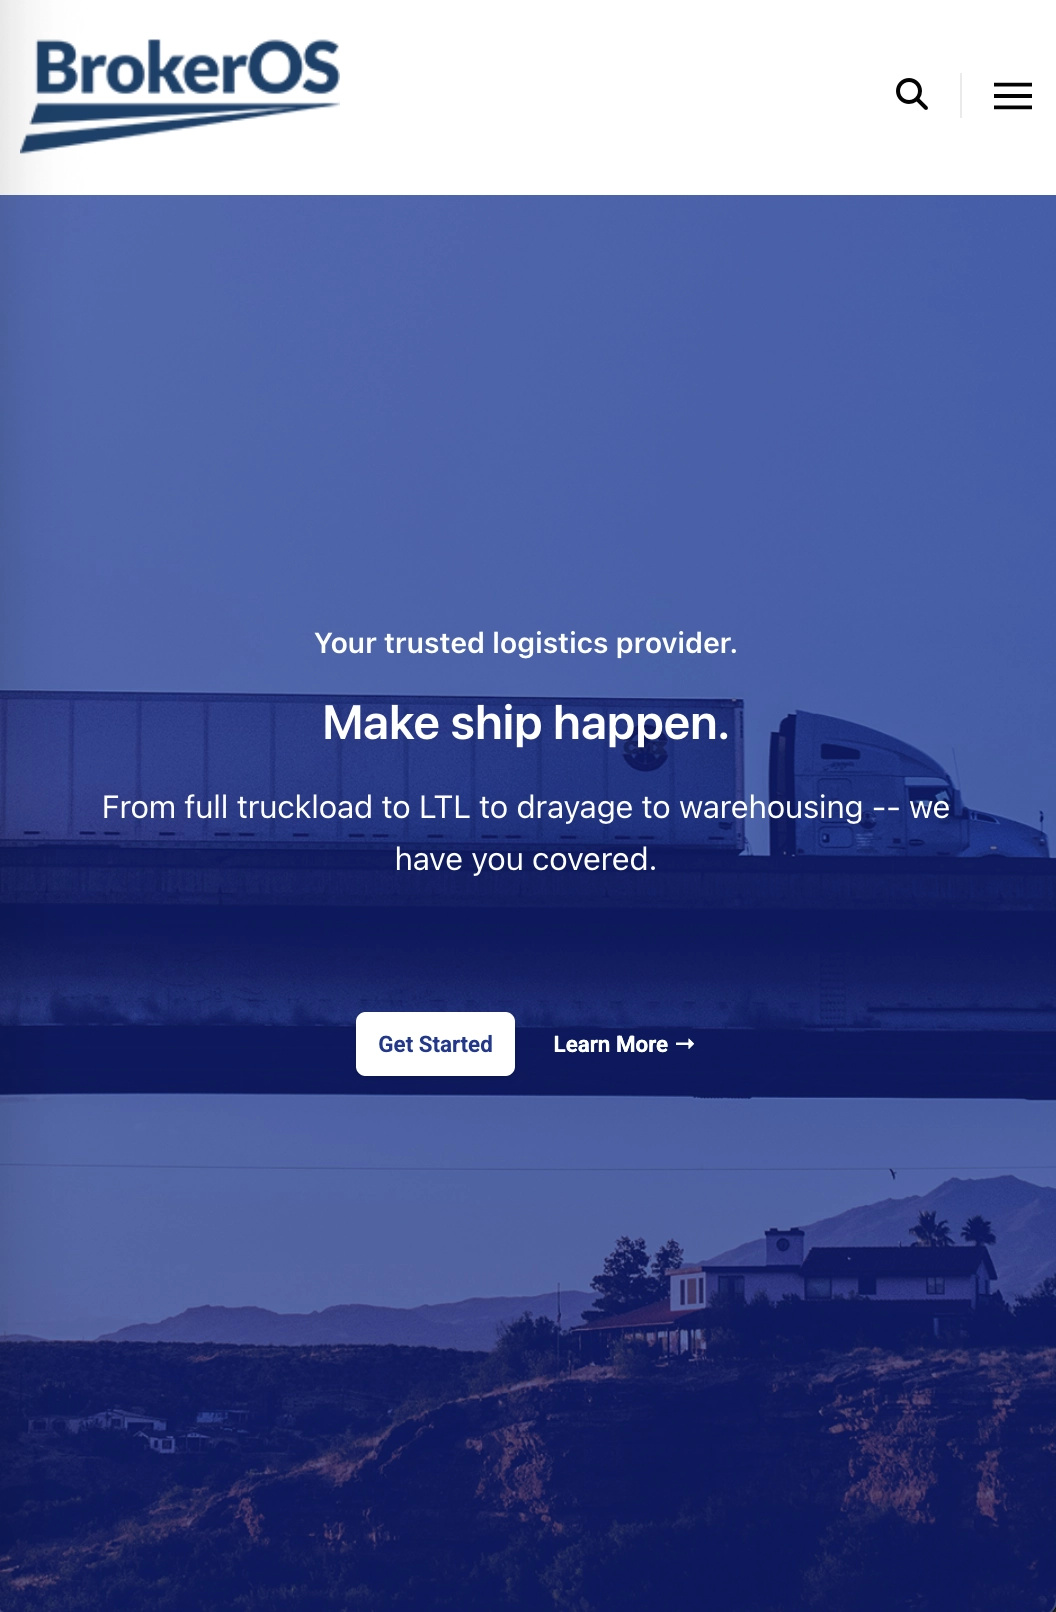 BrokerOS
Your trusted logistics provider.
Make ship happen.
From full truckload to LTL to drayage to warehousing -- we
have you covered.
Get Started
Learn More →